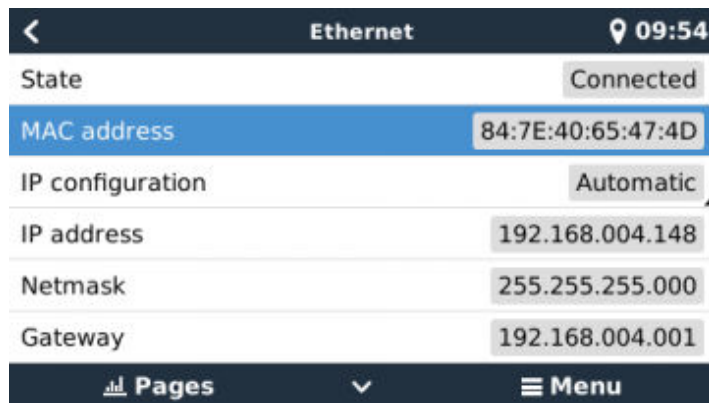 Ethernet 09:54
State Connected
MAC address 84:7E:40:65:47:4D
IP configuration Automatic
IP address 192.168.004.148
Netmask 255.255.255.000
Gateway 192.168.004.001
Pages Menu